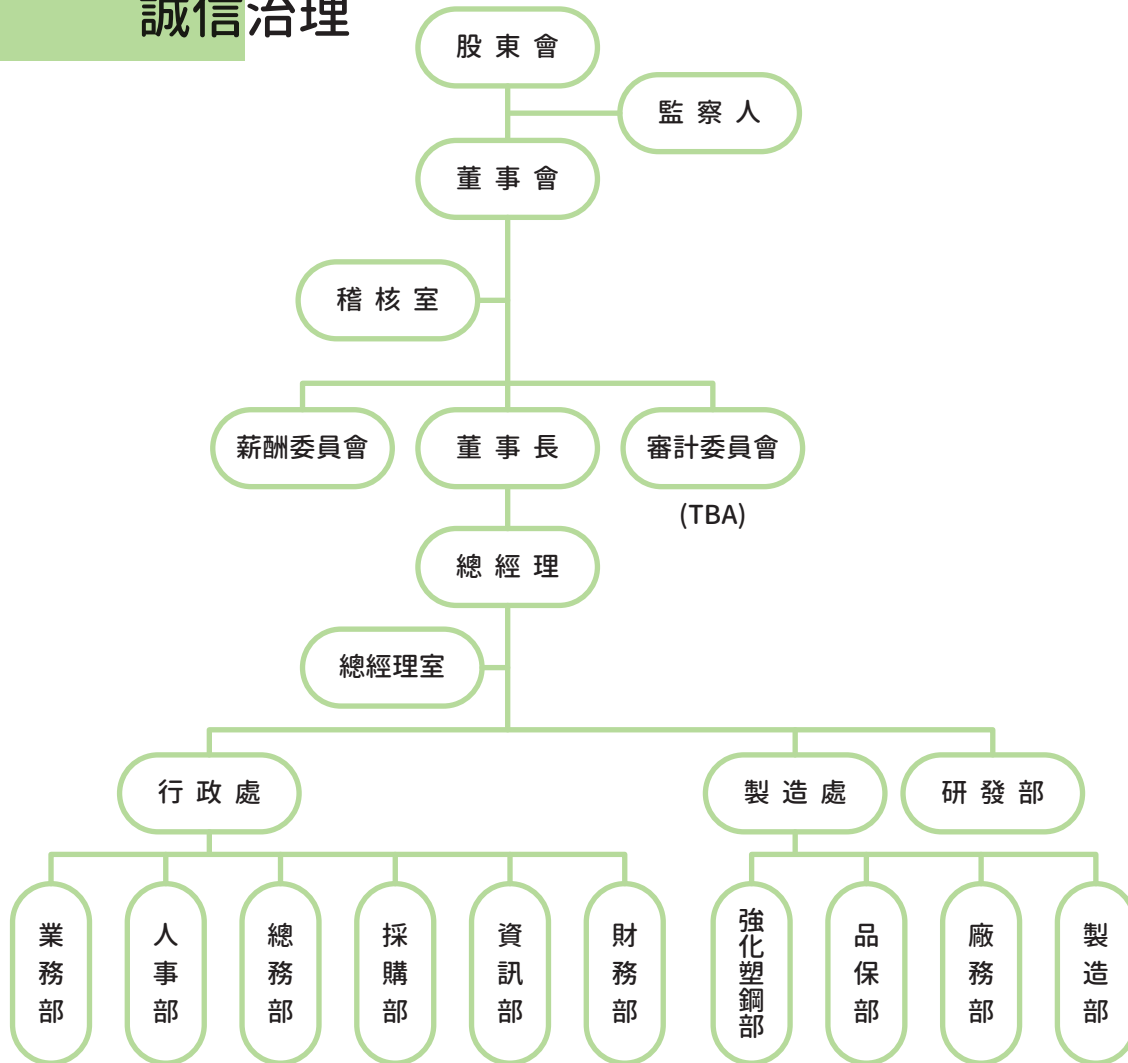 誠信治理
股東會
監察人
董事會
稽核室
薪酬委員會
董事長
審計委員會
(TBA)
總經理
總經理室
行政處
製造處
研發部
業務部
人事部
總務部
採購部
資訊部
財務部
強化塑鋼部
品保部
廠務部
製造部